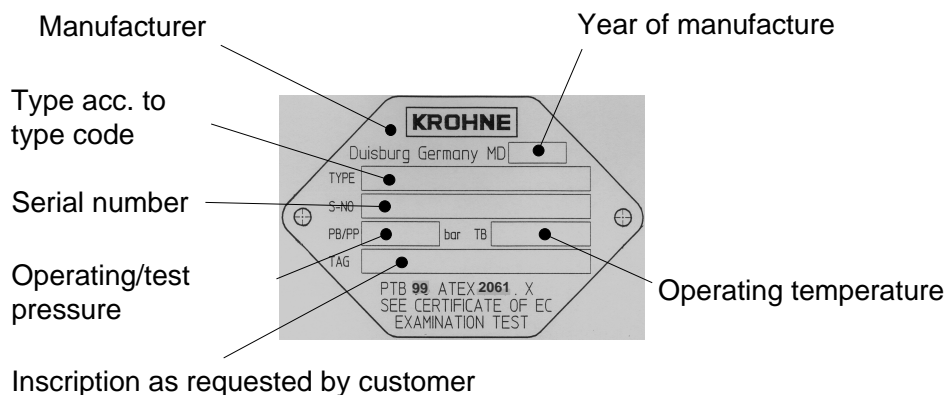 Manufacturer
Year of manufacture
Type acc. to
type code
KROHNE
Duisburg Germany MD
TYPE
Serial number
S-NO
PB/PP bar TB
Operating/test
pressure
TAG
Operating temperature
PTB 99 ATEX 2061 . X
SEE CERTIFICATE OF EC
EXAMINATION TEST
Inscription as requested by customer